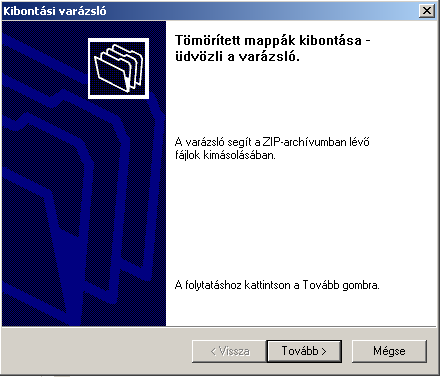 Kibontási varázsló
Tömörített mappák kibontása -
üdvözli a varázsló.
A varázsló segít a ZIP-archívumban lévő
fájlok kimásolásában.
A folytatáshoz kattintson a Tovább gombra.
< Vissza
Tovább >
Mégse